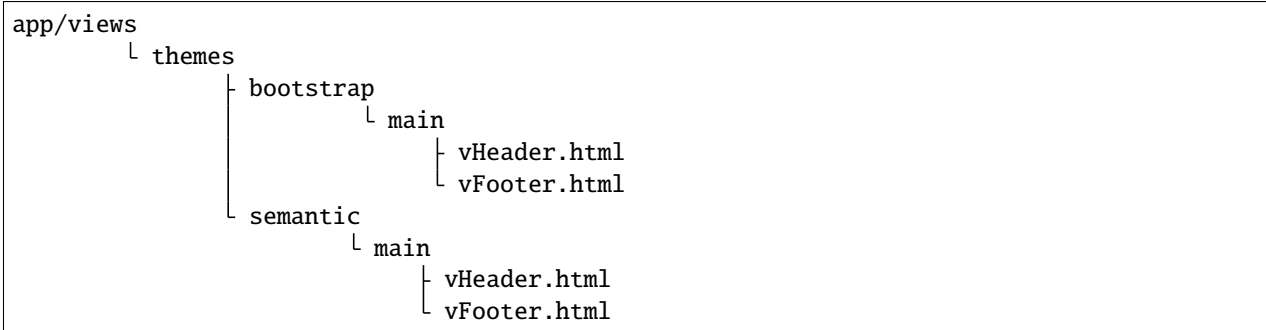 app/views
└ themes
├ bootstrap
└ main
├ vHeader.html
└ vFooter.html
└ semantic
└ main
├ vHeader.html
└ vFooter.html